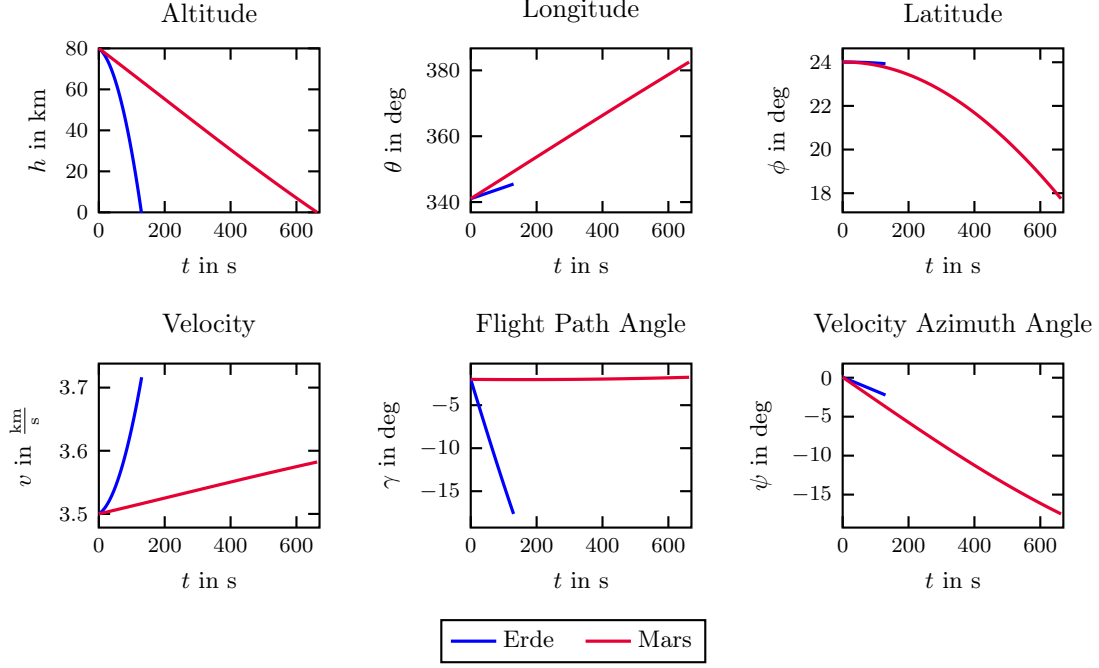 Altitude
Longitude
Latitude
80
60
40
20
0
h in km
0 200 400 600
t in s
380
360
340
θ in deg
0 200 400 600
t in s
24
22
20
18
ϕ in deg
0 200 400 600
t in s
Velocity
Flight Path Angle
Velocity Azimuth Angle
3.7
3.6
3.5
v in km/s
0 200 400 600
t in s
−5
−10
−15
γ in deg
0 200 400 600
t in s
0
−5
−10
−15
ψ in deg
0 200 400 600
t in s
Erde Mars